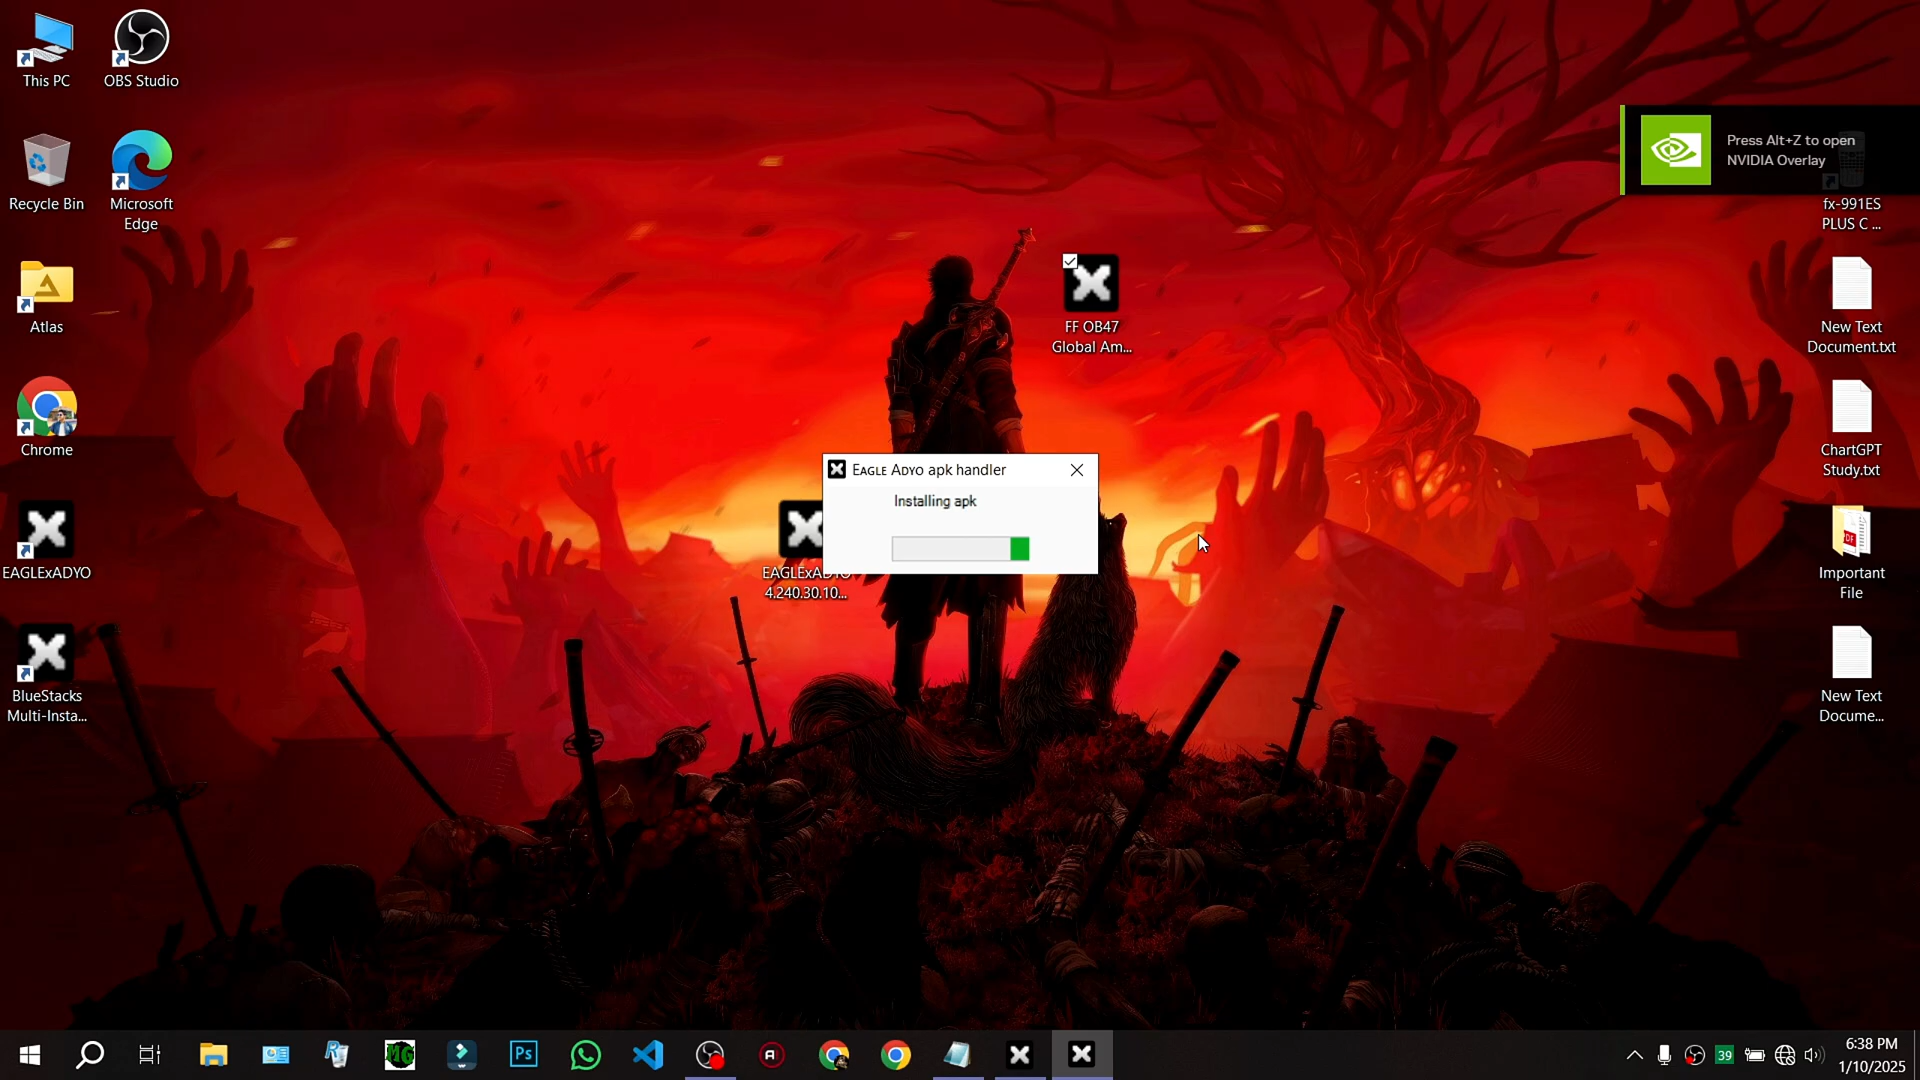 This PC
OBS Studio
Recycle Bin
Microsoft
Edge
Atlas
Chrome
EAGLExADYO
BlueStacks
Multi-Insta...
FF OB47
Global Am...
EAGLExADYO
4.240.30.10...
Eagle Adyo apk handler
Installing apk
Press Alt+Z to open
NVIDIA Overlay
fx-991ES
PLUS C ...
New Text
Document.txt
ChartGPT
Study.txt
PDF
Important
File
New Text
Docume...
MG
Ps
39
6:38 PM
1/10/2025